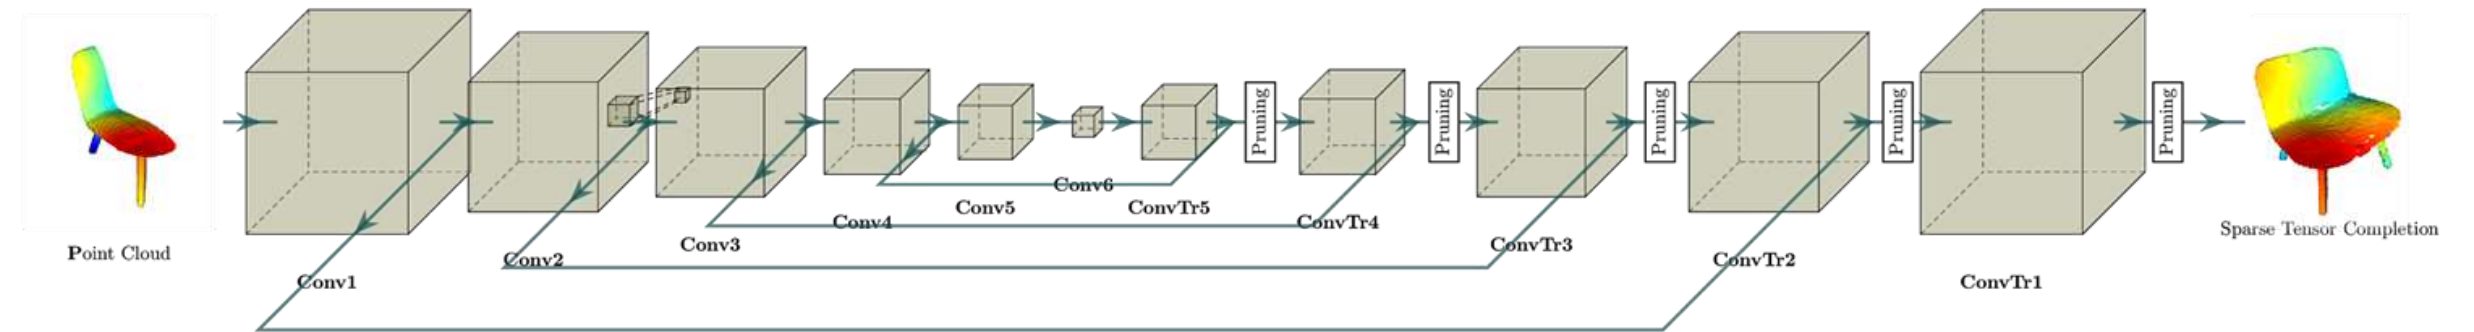 Point Cloud
Conv1
Conv2
Conv3
Conv4
Conv5
Conv6
ConvTr5
Pruning
ConvTr4
Pruning
ConvTr3
Pruning
ConvTr2
Pruning
ConvTr1
Pruning
Sparse Tensor Completion